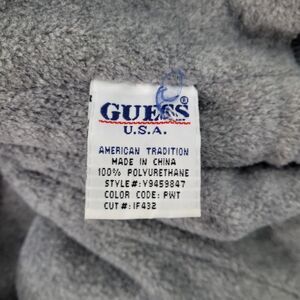 GUESS®
U.S.A.
AMERICAN TRADITION
MADE IN CHINA
100% POLYURETHANE
STYLE#:Y9459847
COLOR CODE: PWT
CUT #:IF432